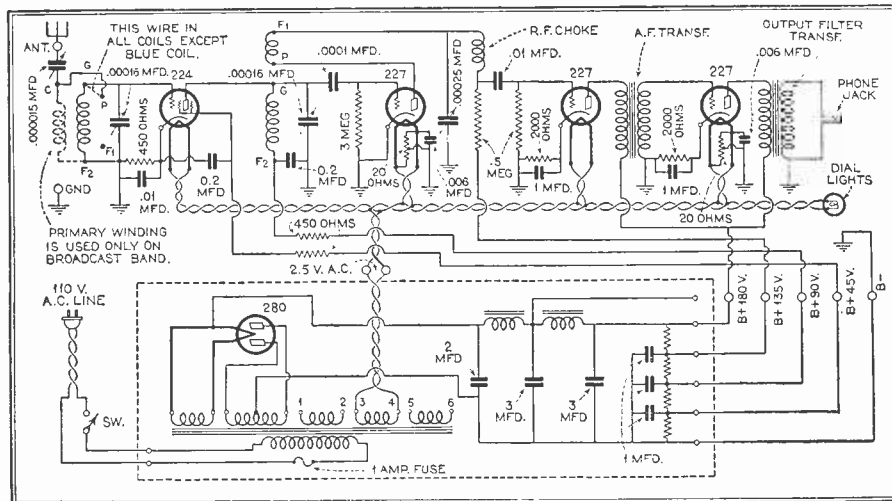 THIS WIRE IN
ALL COILS EXCEPT
BLUE COIL.
ANT.
.000015 MFD
C
G
P
F1
F2
.00016 MFD.
224
450 OHMS
.01 MFD.
0.2
MFD
GND
PRIMARY WINDING
IS USED ONLY ON
BROADCAST BAND.
F1
P
.00016 MFD.
G
F2
.0001 MFD.
3 MEG
0.2
MFD
227
20
OHMS
.006 MFD.
.00025 MFD.
R.F. CHOKE
.01 MFD.
.5
MEG
227
2000
OHMS
1 MFD.
A.F. TRANSF.
227
2000
OHMS
1 MFD.
20 OHMS
OUTPUT FILTER
TRANSF.
.006 MFD.
PHONE
JACK
DIAL
LIGHTS
450 OHMS
2.5 V. A.C.
B+ 180 V.
B+ 135 V.
B+ 90 V.
B+ 45 V.
B-
110 V.
A.C. LINE
SW.
280
1 2 3 4 5 6
1 AMP. FUSE
2
MFD
3
MFD.
3
MFD
1 MFD.